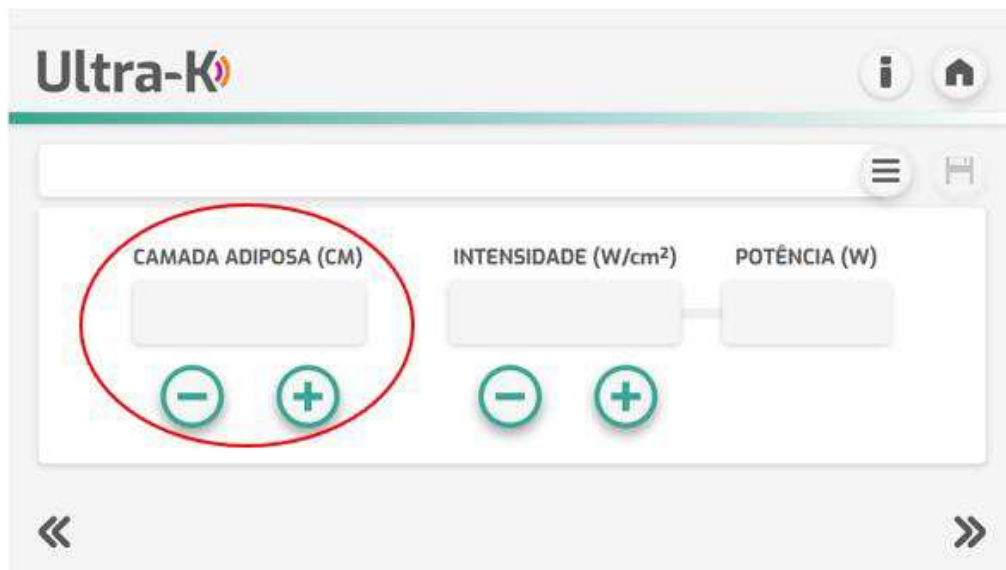 Ultra-K
CAMADA ADIPOSA (CM) INTENSIDADE (W/cm²) POTÊNCIA (W)